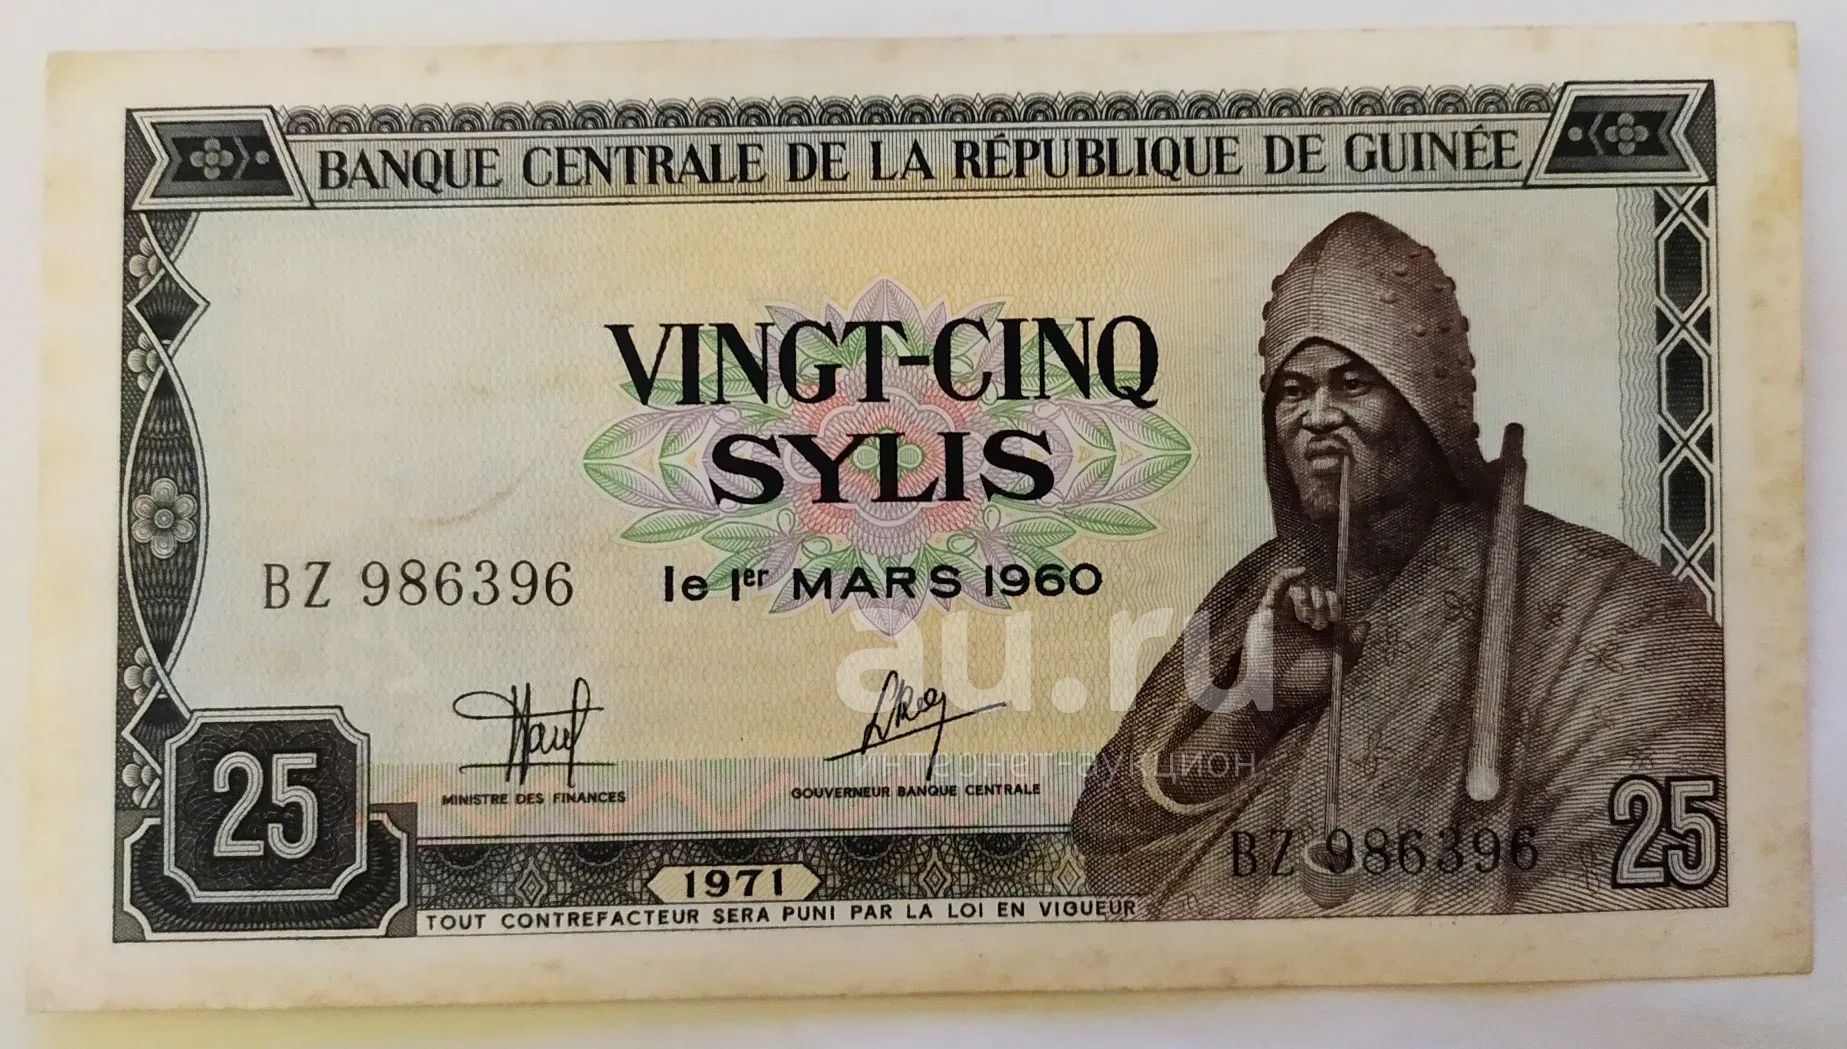 BANQUE CENTRALE DE LA RÉPUBLIQUE DE GUINÉE
VINGT-CINQ
SYLIS
BZ 986396
le 1er MARS 1960
au.ru
интернет-аукцион
MINISTRE DES FINANCES
GOUVERNEUR BANQUE CENTRALE
25
BZ 986396
25
1971
TOUT CONTREFACTEUR SERA PUNI PAR LA LOI EN VIGUEUR